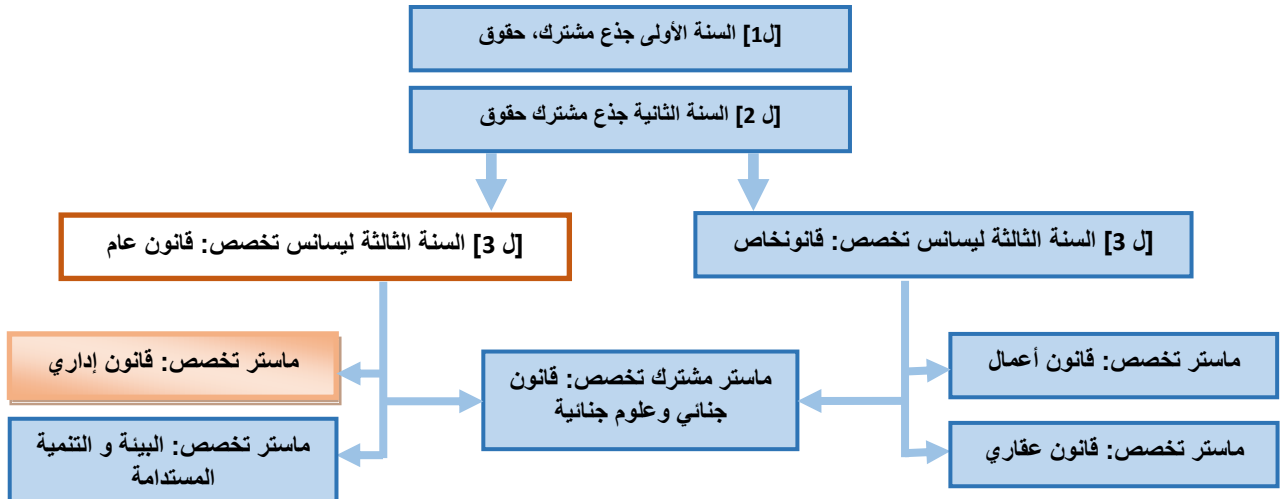 [ل1] السنة الأولى جذع مشترك، حقوق
[ل 2] السنة الثانية جذع مشترك حقوق
[ل 3] السنة الثالثة ليسانس تخصص: قانونخاص
[ل 3] السنة الثالثة ليسانس تخصص: قانون عام
ماستر تخصص: قانون أعمال
ماستر مشترك تخصص: قانون
جنائي وعلوم جنائية
ماستر تخصص: قانون إداري
ماستر تخصص: قانون عقاري
ماستر تخصص: البيئة و التنمية
المستدامة